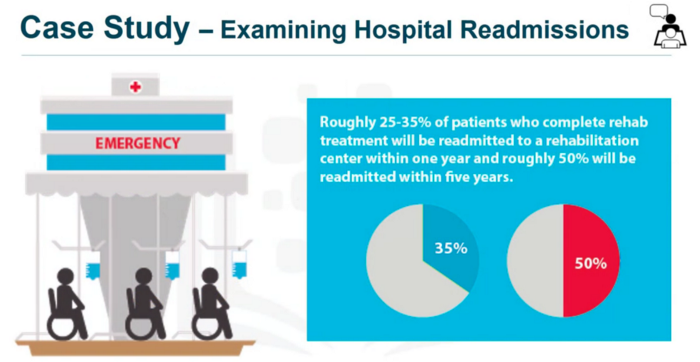 Case Study – Examining Hospital Readmissions
EMERGENCY
Roughly 25-35% of patients who complete rehab
treatment will be readmitted to a rehabilitation
center within one year and roughly 50% will be
readmitted within five years.
35%
50%